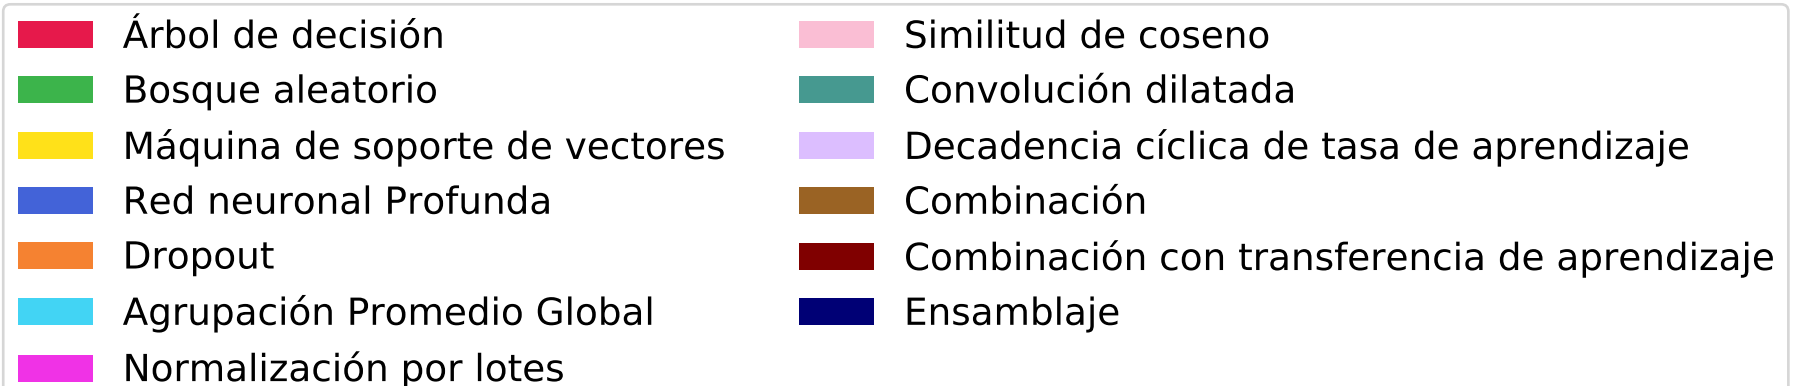 Árbol de decisión
Bosque aleatorio
Máquina de soporte de vectores
Red neuronal Profunda
Dropout
Agrupación Promedio Global
Normalización por lotes
Similitud de coseno
Convolución dilatada
Decadencia cíclica de tasa de aprendizaje
Combinación
Combinación con transferencia de aprendizaje
Ensamblaje